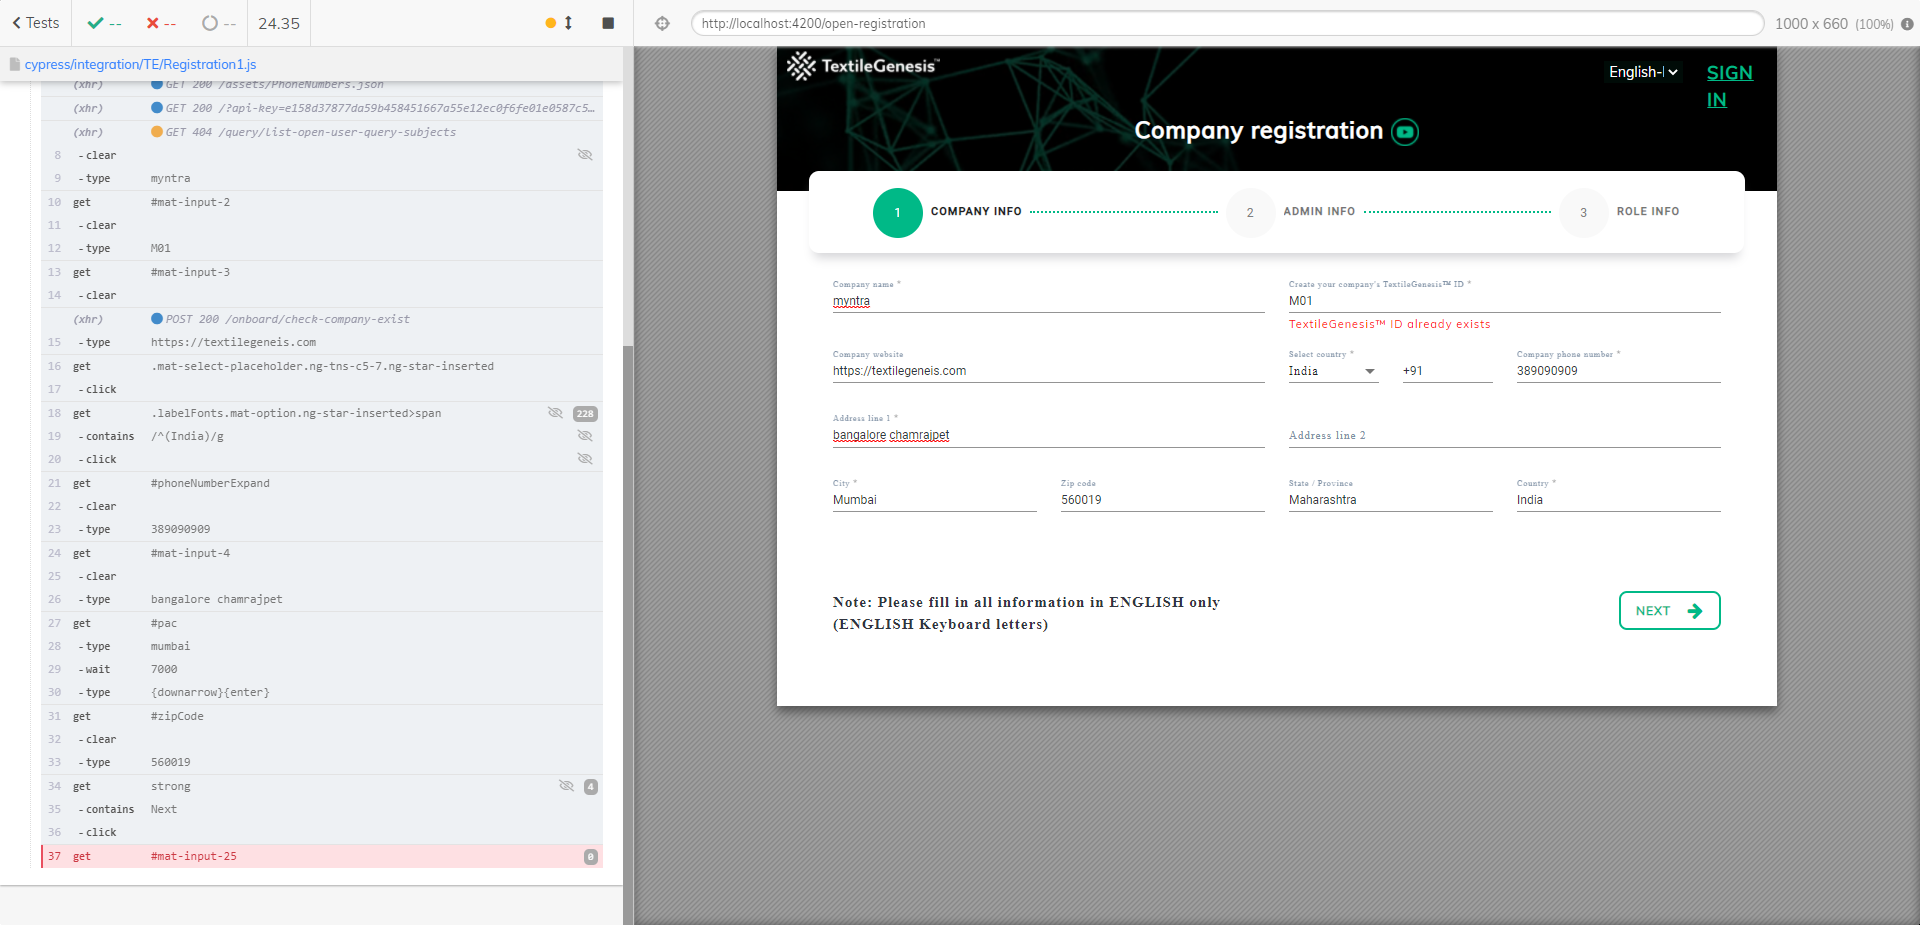 Tests -- -- -- 24.35
cypress/integration/TE/Registration1.js
(xhr) GET 200 /assets/PhoneNumbers.json
(xhr) GET 200 /?api-key=e158d37877da59b458451667a55e12ec0f6fe01e0587c5...
(xhr) GET 404 /query/list-open-user-query-subjects
8 -clear
9 -type myntra
10 get #mat-input-2
11 -clear
12 -type M01
13 get #mat-input-3
14 -clear
(xhr) POST 200 /onboard/check-company-exist
15 -type https://textilegeneis.com
16 get .mat-select-placeholder.ng-tns-c5-7.ng-star-inserted
17 -click
18 get .labelFonts.mat-option.ng-star-inserted>span 228
19 -contains /^(India)/g
20 -click
21 get #phoneNumberExpand
22 -clear
23 -type 389090909
24 get #mat-input-4
25 -clear
26 -type bangalore chamrajpet
27 get #pac
28 -type mumbai
29 -wait 7000
30 -type {downarrow}{enter}
31 get #zipCode
32 -clear
33 -type 560019
34 get strong 4
35 -contains Next
36 -click
37 get #mat-input-25 0
http://localhost:4200/open-registration 1000 x 660 (100%)
TextileGenesis™ English-I SIGN
IN
Company registration
1 COMPANY INFO 2 ADMIN INFO 3 ROLE INFO
Company name * Create your company's TextileGenesis™ ID *
myntra M01
TextileGenesis™ ID already exists
Company website Select country * Company phone number *
https://textilegeneis.com India +91 389090909
Address line 1 *
bangalore chamrajpet Address line 2
City * Zip code State / Province Country *
Mumbai 560019 Maharashtra India
Note: Please fill in all information in ENGLISH only
(ENGLISH Keyboard letters)
NEXT